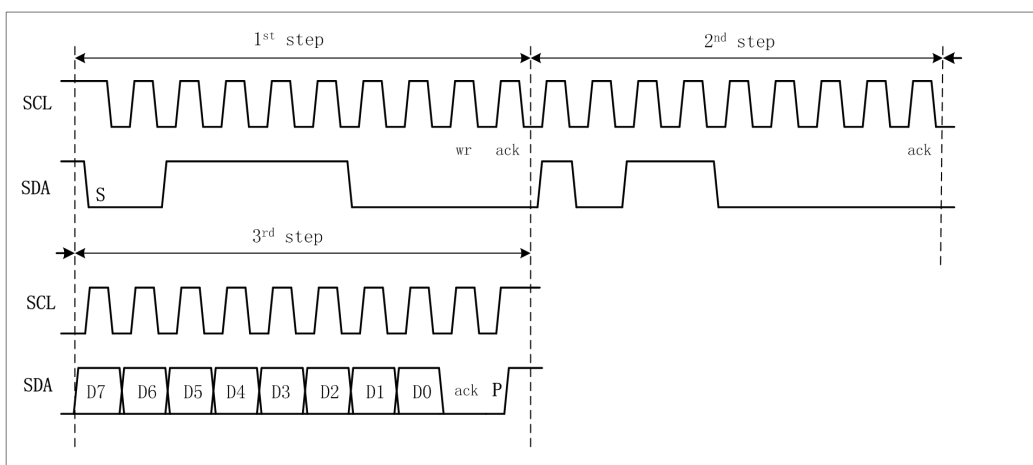 1st step 2nd step
SCL
wr ack ack
SDA S
3rd step
SCL
SDA D7 D6 D5 D4 D3 D2 D1 D0 ack P